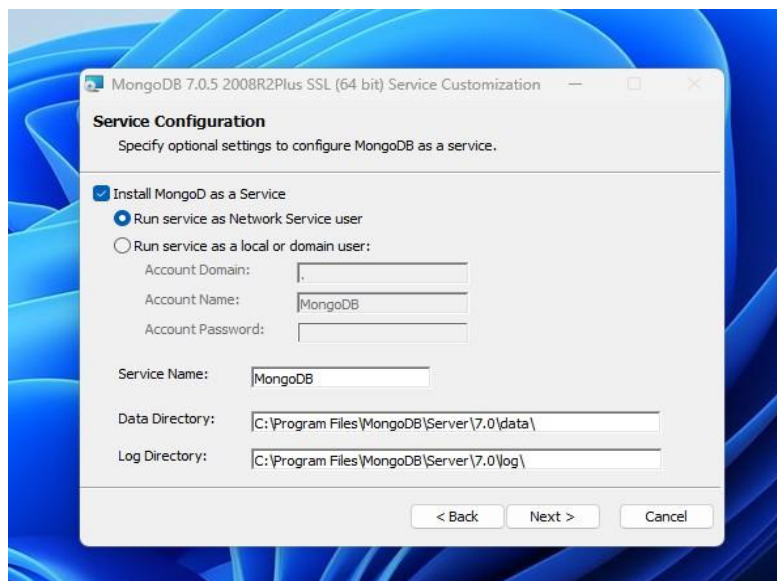 MongoDB 7.0.5 2008R2Plus SSL (64 bit) Service Customization
Service Configuration
Specify optional settings to configure MongoDB as a service.
Install MongoD as a Service
Run service as Network Service user
Run service as a local or domain user:
Account Domain: .
Account Name: MongoDB
Account Password:
Service Name: MongoDB
Data Directory: C:\Program Files\MongoDB\Server\7.0\data\
Log Directory: C:\Program Files\MongoDB\Server\7.0\log\
< Back Next > Cancel